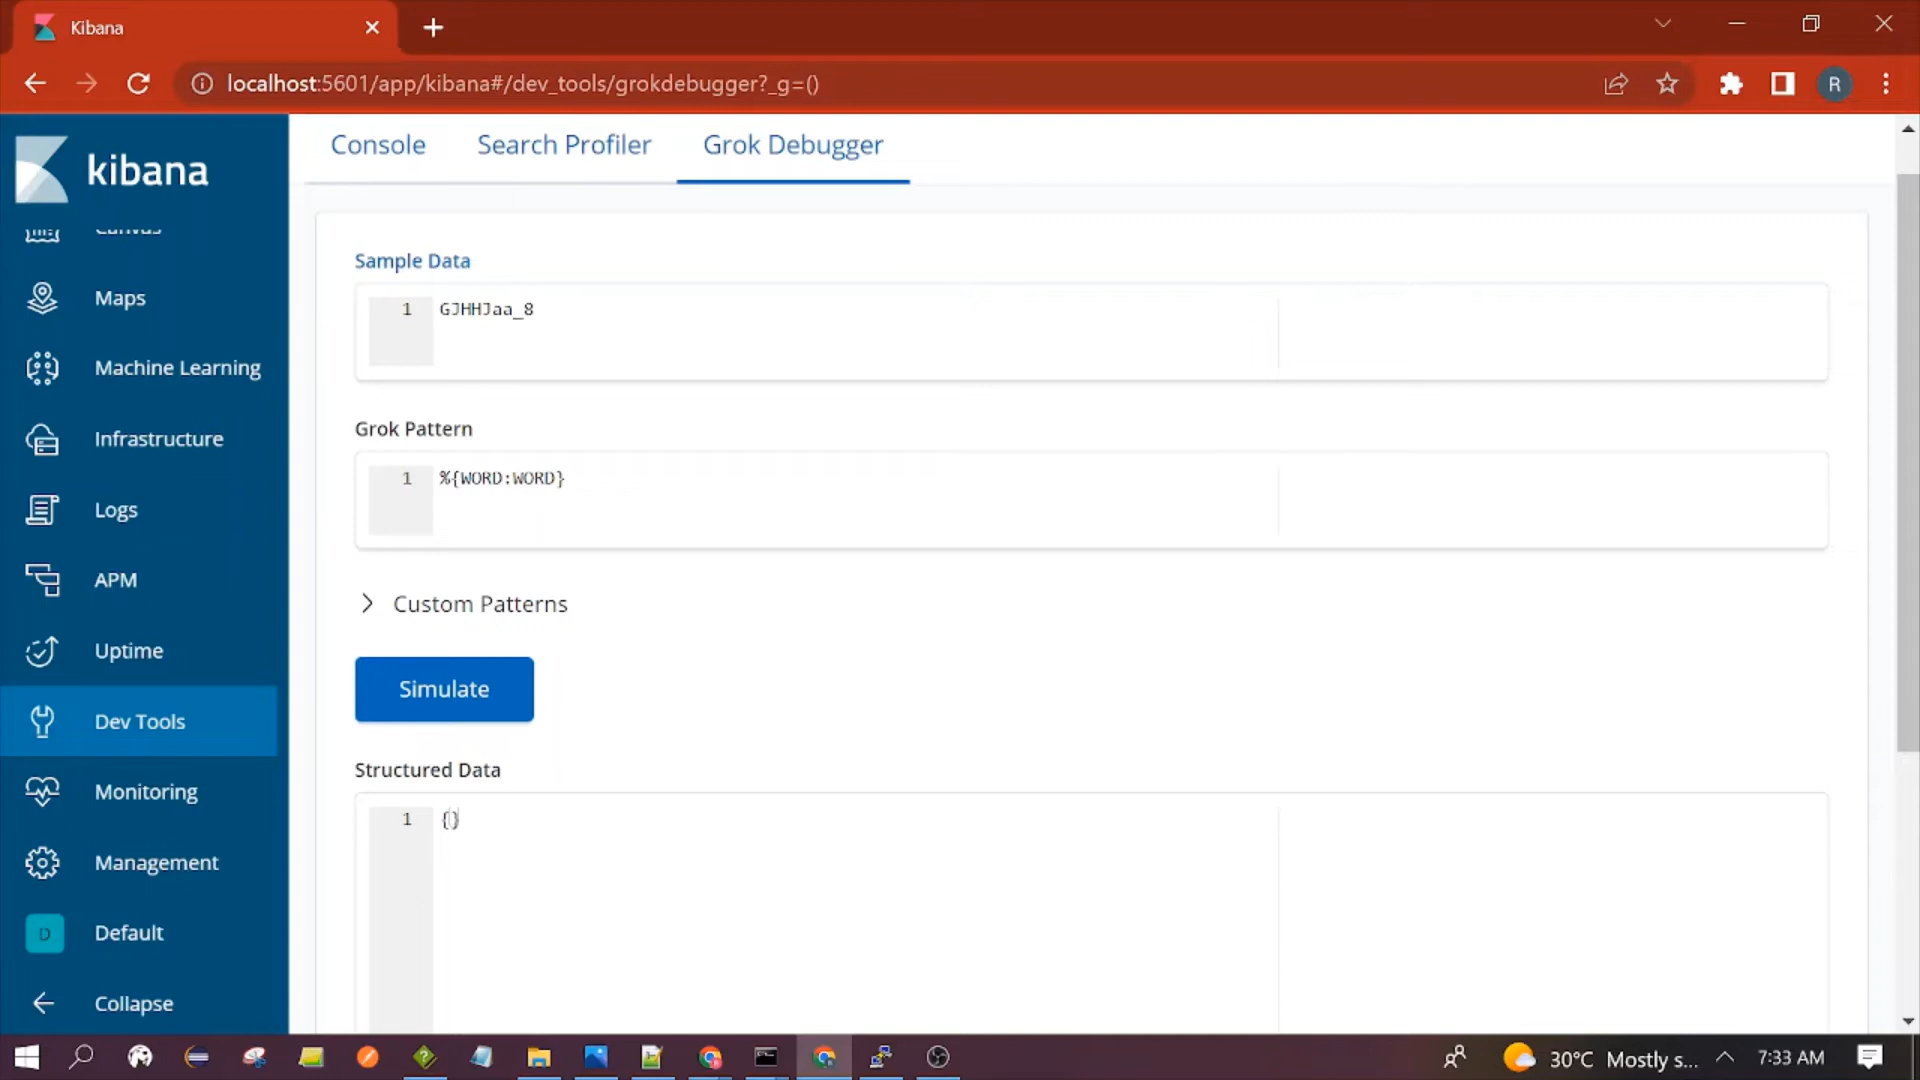 Kibana
localhost:5601/app/kibana#/dev_tools/grokdebugger?_g=()
R
kibana
Console
Search Profiler
Grok Debugger
Canvas
Maps
Machine Learning
Infrastructure
Logs
APM
Uptime
Dev Tools
Monitoring
Management
D
Default
Collapse
Sample Data
1
GJHHJaa_8
Grok Pattern
1
%{WORD:WORD}
Custom Patterns
Simulate
Structured Data
1
{}
30°C Mostly s...
7:33 AM